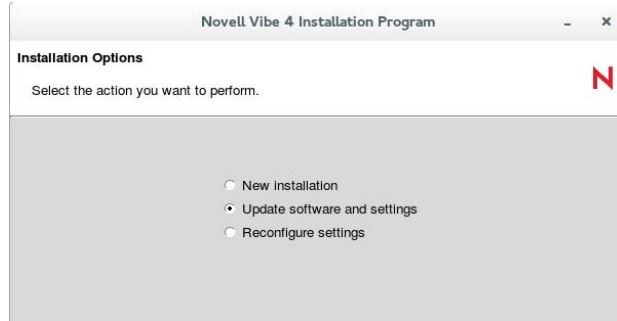 Novell Vibe 4 Installation Program
Installation Options
Select the action you want to perform.
N
New installation
Update software and settings
Reconfigure settings